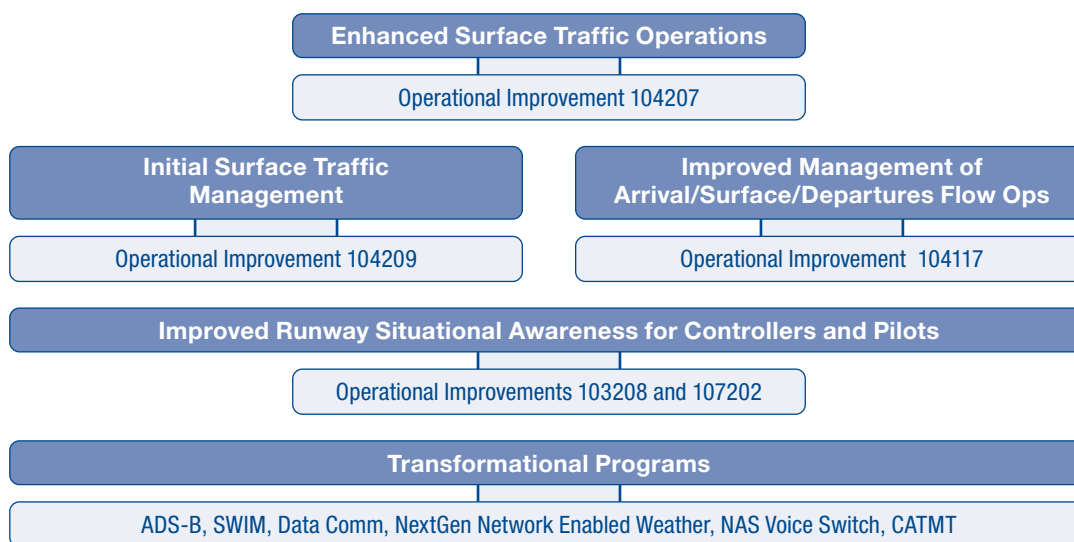 Enhanced Surface Traffic Operations
Operational Improvement 104207
Initial Surface Traffic
Management
Operational Improvement 104209
Improved Management of
Arrival/Surface/Departures Flow Ops
Operational Improvement 104117
Improved Runway Situational Awareness for Controllers and Pilots
Operational Improvements 103208 and 107202
Transformational Programs
ADS-B, SWIM, Data Comm, NextGen Network Enabled Weather, NAS Voice Switch, CATMT